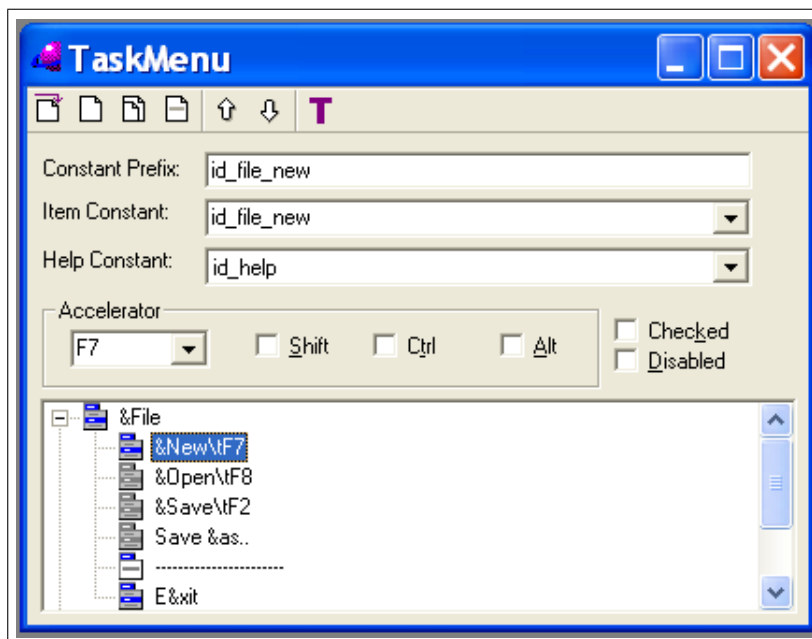 TaskMenu
T
Constant Prefix: id_file_new
Item Constant: id_file_new
Help Constant: id_help
Accelerator
F7 Shift Ctrl Alt
Checked
Disabled
&File
&New\tF7
&Open\tF8
&Save\tF2
Save &as..
----------------------
E&xit